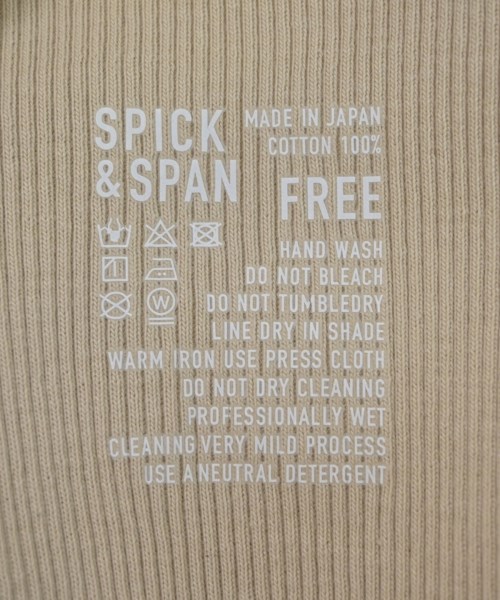 SPICK
& SPAN
MADE IN JAPAN
COTTON 100%
FREE
W
HAND WASH
DO NOT BLEACH
DO NOT TUMBLEDRY
LINE DRY IN SHADE
WARM IRON USE PRESS CLOTH
DO NOT DRY CLEANING
PROFESSIONALLY WET
CLEANING VERY MILD PROCESS
USE A NEUTRAL DETERGENT